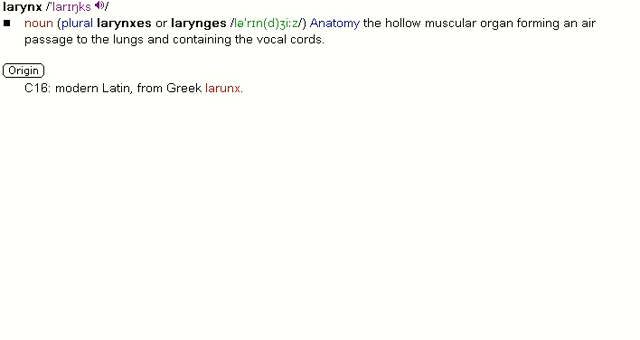 larynx /ˈlarɪŋks /
■ noun (plural larynxes or larynges /ləˈrɪn(d)ʒiːz/) Anatomy the hollow muscular organ forming an air
passage to the lungs and containing the vocal cords.
Origin
C16: modern Latin, from Greek larunx.